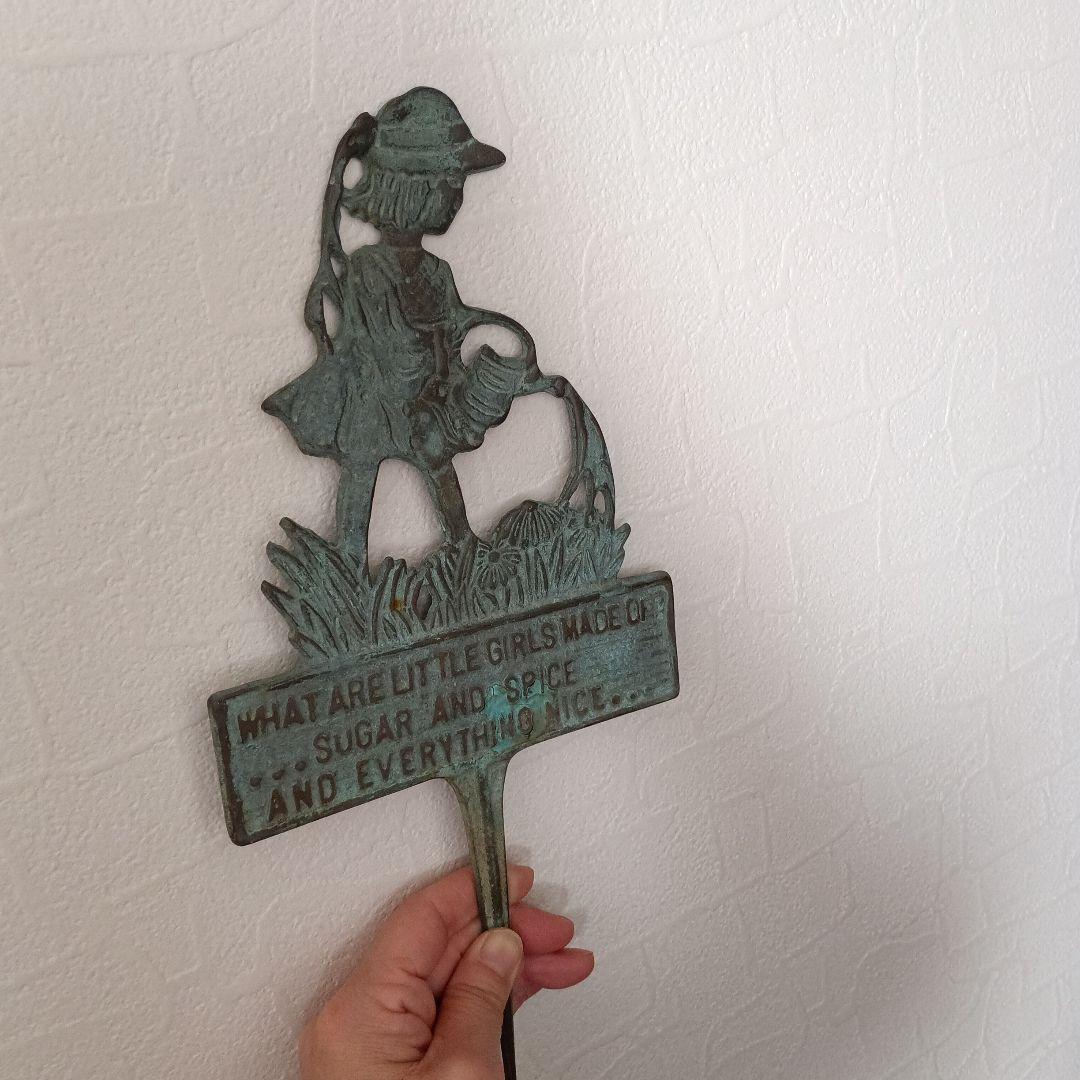 WHAT ARE LITTLE GIRLS MADE OF?
...SUGAR AND SPICE
AND EVERYTHING NICE....